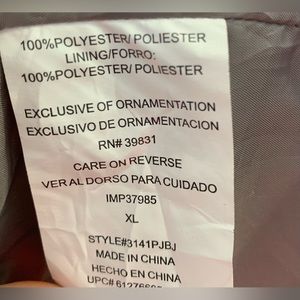 100%POLYESTER/ POLIESTER
LINING/FORRO:
100%POLYESTER/ POLIESTER
EXCLUSIVE OF ORNAMENTATION
EXCLUSIVO DE ORNAMENTACION
RN# 39831
CARE ON REVERSE
VER AL DORSO PARA CUIDADO
IMP37985
XL
STYLE#3141PJBJ
MADE IN CHINA
HECHO EN CHINA
UPC#